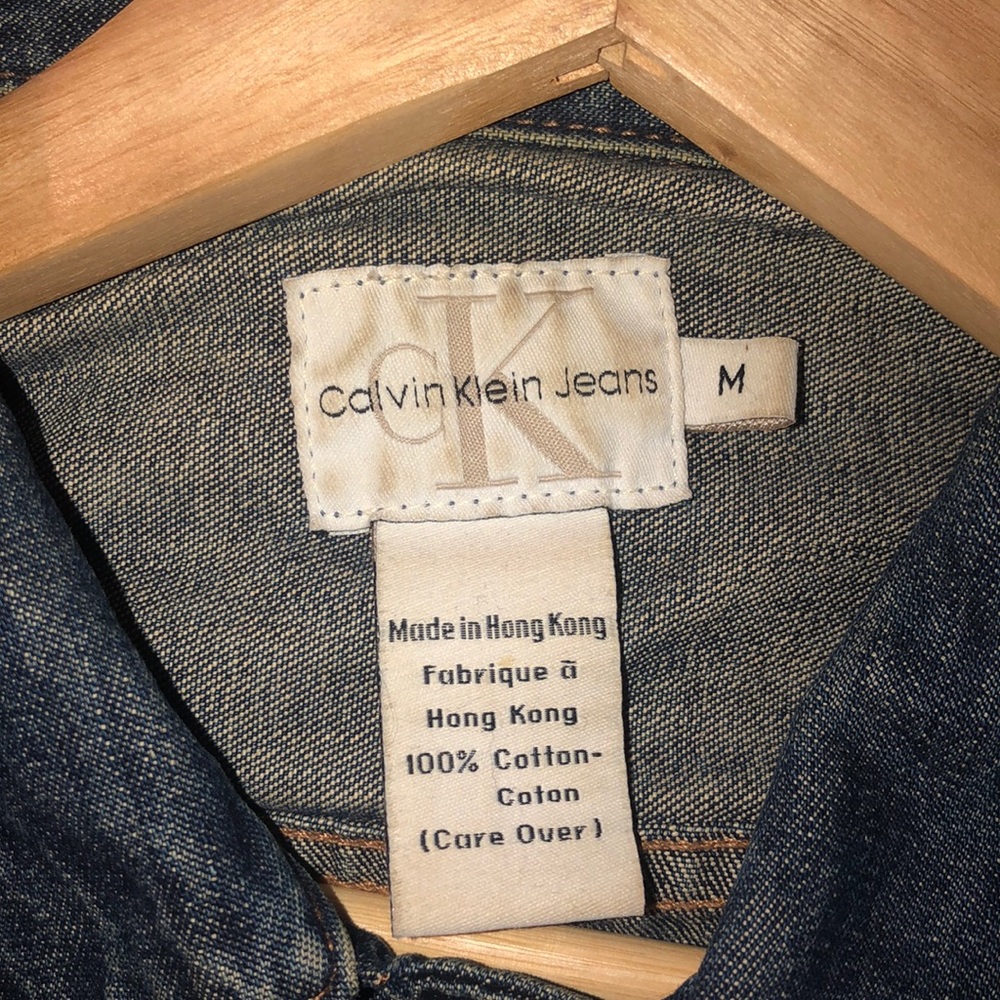 CK
Calvin Klein Jeans
M
Made in Hong Kong
Fabrique ã
Hong Kong
100% Cotton-
Coton
(Care Over)